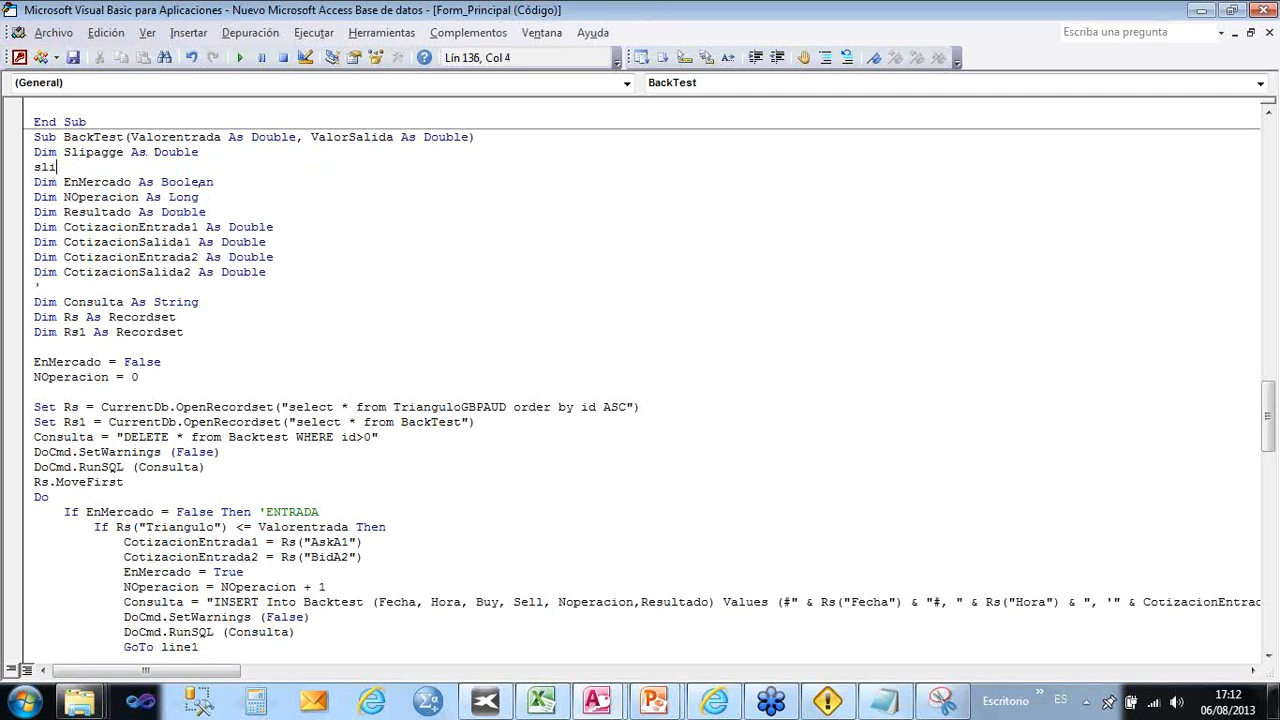 Microsoft Visual Basic para Aplicaciones - Nuevo Microsoft Access Base de datos - [Form_Principal (Código)]
Archivo Edición Ver Insertar Depuración Ejecutar Herramientas Complementos Ventana Ayuda Escriba una pregunta
Lín 136, Col 4
(General) BackTest
End Sub
Sub BackTest(Valorentrada As Double, ValorSalida As Double)
Dim Slipagge As Double
sli
Dim EnMercado As Boolean
Dim NOperacion As Long
Dim Resultado As Double
Dim CotizacionEntrada1 As Double
Dim CotizacionSalida1 As Double
Dim CotizacionEntrada2 As Double
Dim CotizacionSalida2 As Double
'
Dim Consulta As String
Dim Rs As Recordset
Dim Rs1 As Recordset
EnMercado = False
NOperacion = 0
Set Rs = CurrentDb.OpenRecordset("select * from TrianguloGBPAUD order by id ASC")
Set Rs1 = CurrentDb.OpenRecordset("select * from BackTest")
Consulta = "DELETE * from Backtest WHERE id>0"
DoCmd.SetWarnings (False)
DoCmd.RunSQL (Consulta)
Rs.MoveFirst
Do
If EnMercado = False Then 'ENTRADA
If Rs("Triangulo") <= Valorentrada Then
CotizacionEntrada1 = Rs("AskA1")
CotizacionEntrada2 = Rs("BidA2")
EnMercado = True
NOperacion = NOperacion + 1
Consulta = "INSERT Into Backtest (Fecha, Hora, Buy, Sell, Noperacion,Resultado) Values (#" & Rs("Fecha") & "#, " & Rs("Hora") & ", '" & CotizacionEntrad
DoCmd.SetWarnings (False)
DoCmd.RunSQL (Consulta)
GoTo line1
Escritorio » ES 17:12
06/08/2013